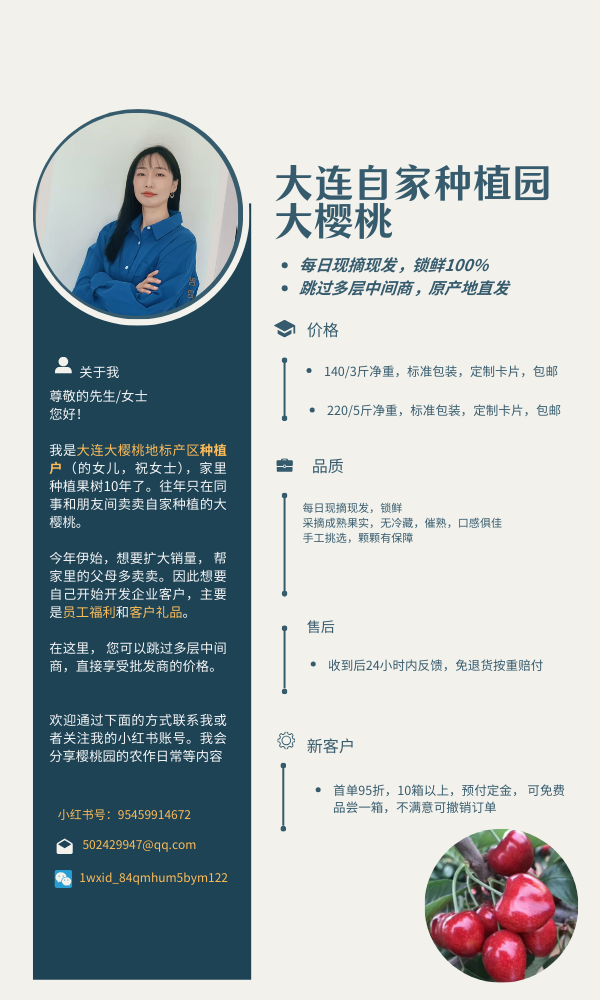 大连自家种植园
大樱桃
每日现摘现发，锁鲜100%
跳过多层中间商，原产地直发
关于我
尊敬的先生/女士
您好！
我是大连大樱桃地标产区种植
户（的女儿，祝女士），家里
种植果树10年了。往年只在同
事和朋友间卖卖自家种植的大
樱桃。
今年伊始，想要扩大销量， 帮
家里的父母多卖卖。因此想要
自己开始开发企业客户，主要
是员工福利和客户礼品。
在这里， 您可以跳过多层中间
商，直接享受批发商的价格。
欢迎通过下面的方式联系我或
者关注我的小红书账号。我会
分享樱桃园的农作日常等内容
小红书号：95459914672
502429947@qq.com
1wxid_84qmhum5bym122
价格
140/3斤净重，标准包装，定制卡片，包邮
220/5斤净重，标准包装，定制卡片，包邮
品质
每日现摘现发，锁鲜
采摘成熟果实，无冷藏，催熟，口感俱佳
手工挑选，颗颗有保障
售后
收到后24小时内反馈，免退货按重赔付
新客户
首单95折，10箱以上，预付定金， 可免费
品尝一箱，不满意可撤销订单